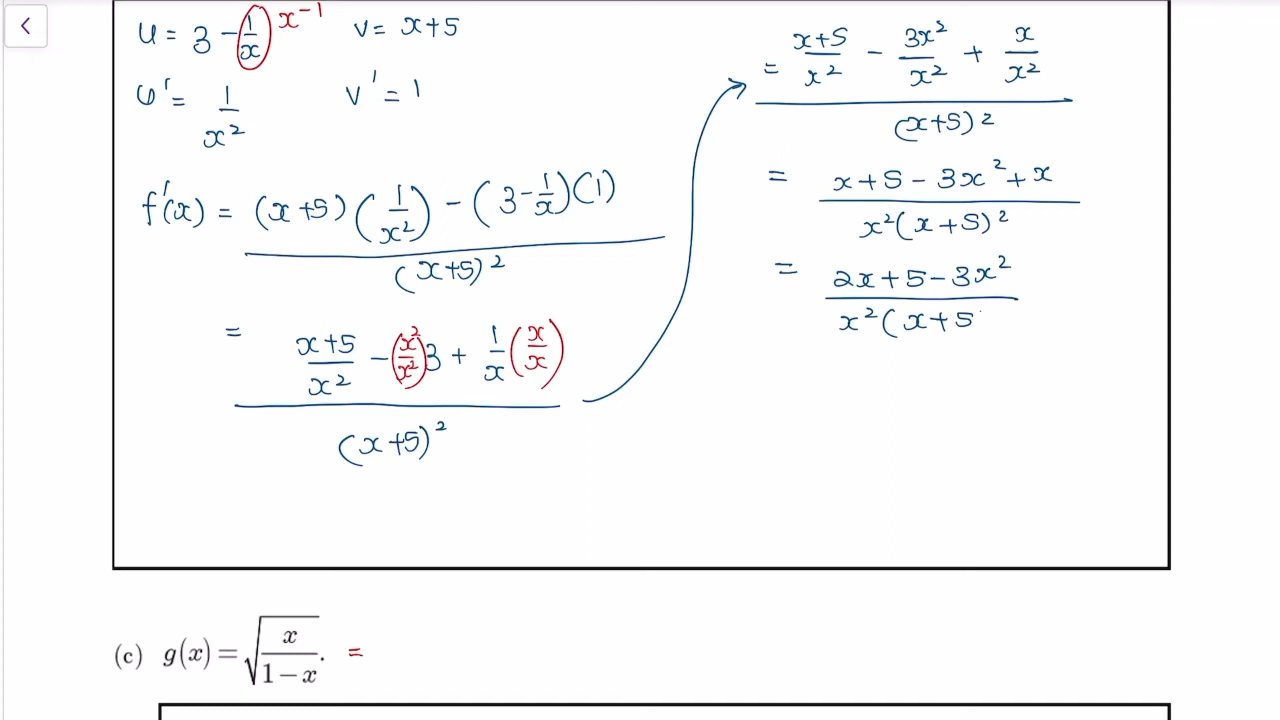 u = 3 - 1/x x^-1 v = x+5
u' = 1/x^2 v' = 1
f'(x) = (x+5)(1/x^2) - (3 - 1/x)(1) / (x+5)^2
= x+5/x^2 - (x^2/x^2)3 + 1/x(x/x) / (x+5)^2
= x+5/x^2 - 3x^2/x^2 + x/x^2 / (x+5)^2
= x+5-3x^2+x / x^2(x+5)^2
= 2x+5-3x^2 / x^2(x+5
(c) g(x) = √(x/(1-x)). =